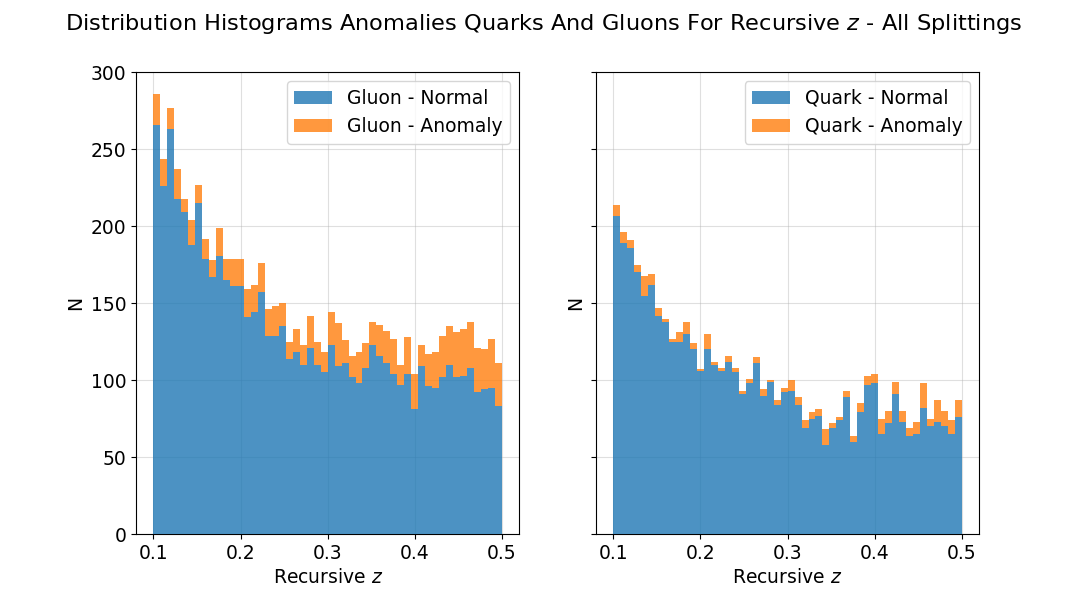 Distribution Histograms Anomalies Quarks And Gluons For Recursive z - All Splittings
300
250
200
150
100
50
0
N
Gluon - Normal
Gluon - Anomaly
0.1 0.2 0.3 0.4 0.5
Recursive z
N
Quark - Normal
Quark - Anomaly
0.1 0.2 0.3 0.4 0.5
Recursive z